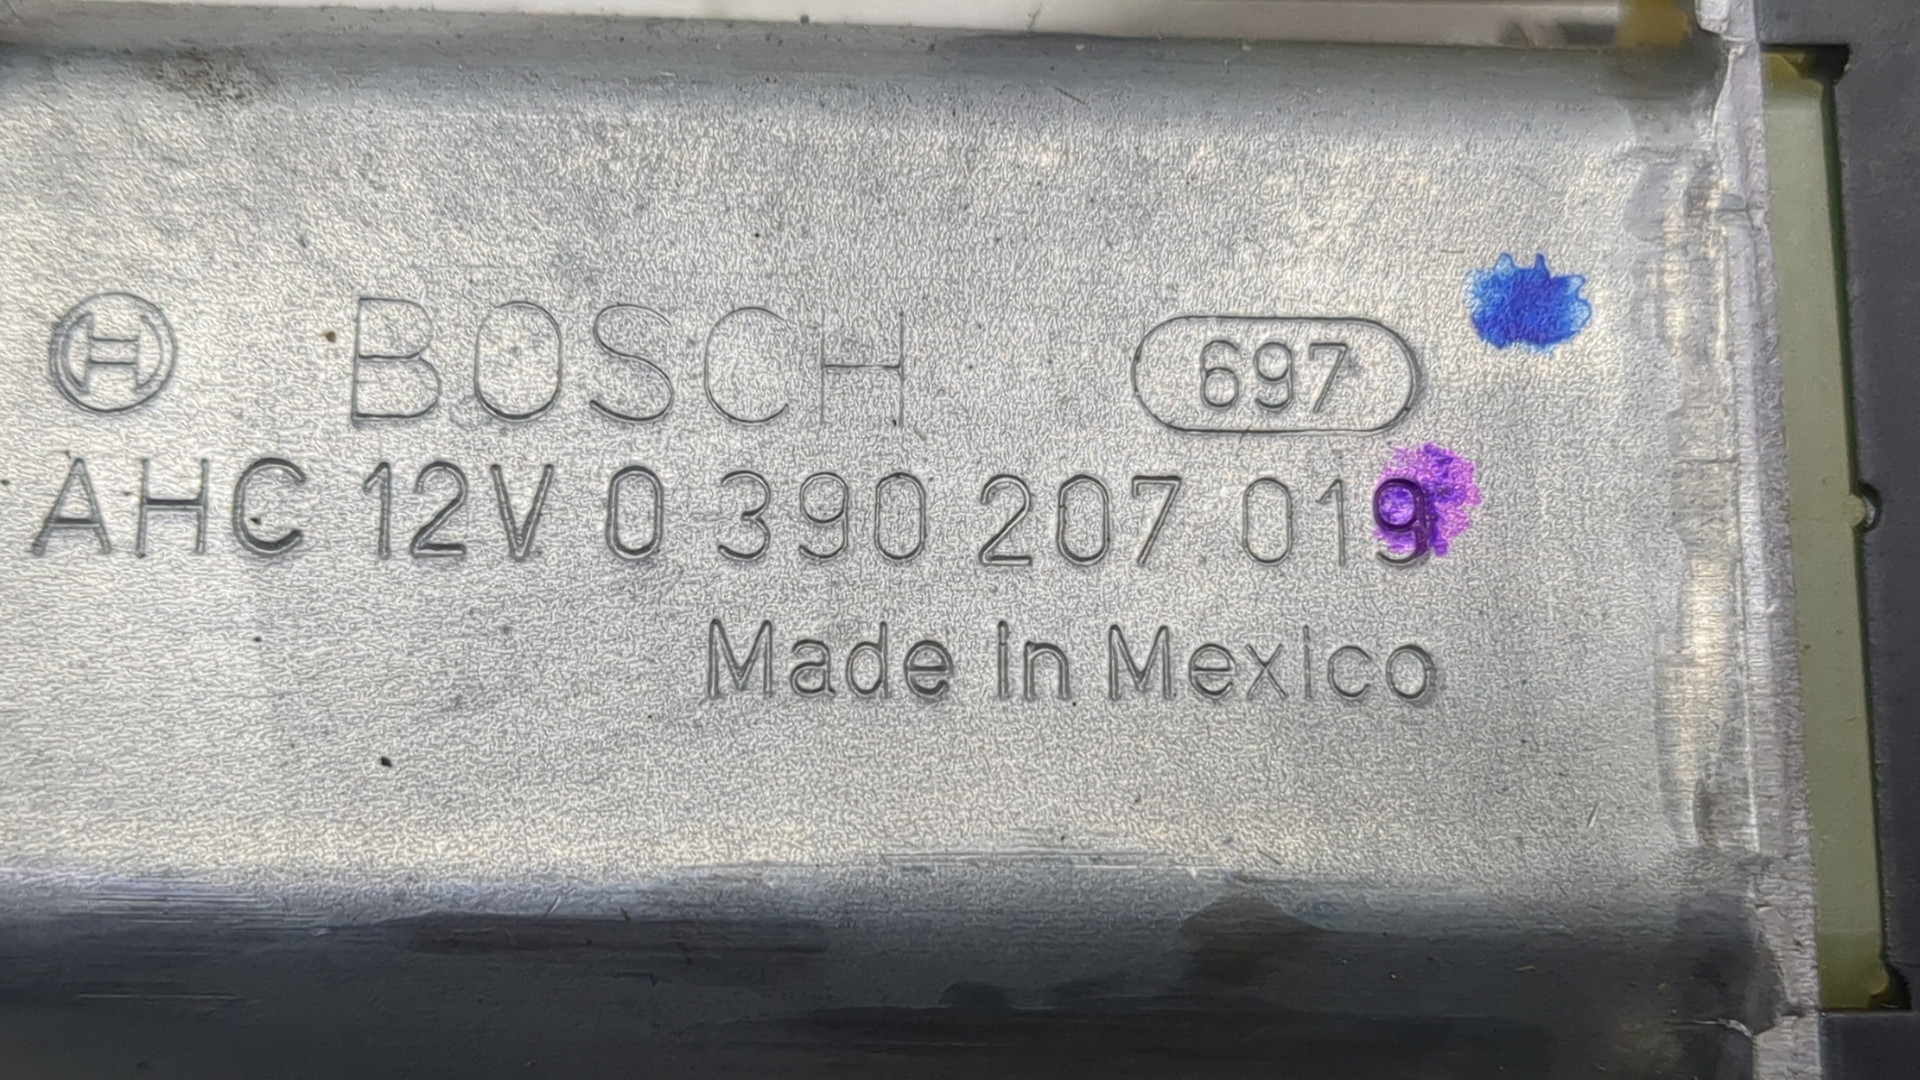 BOSCH 697
AHC 12V 0 390 207 019
Made in Mexico